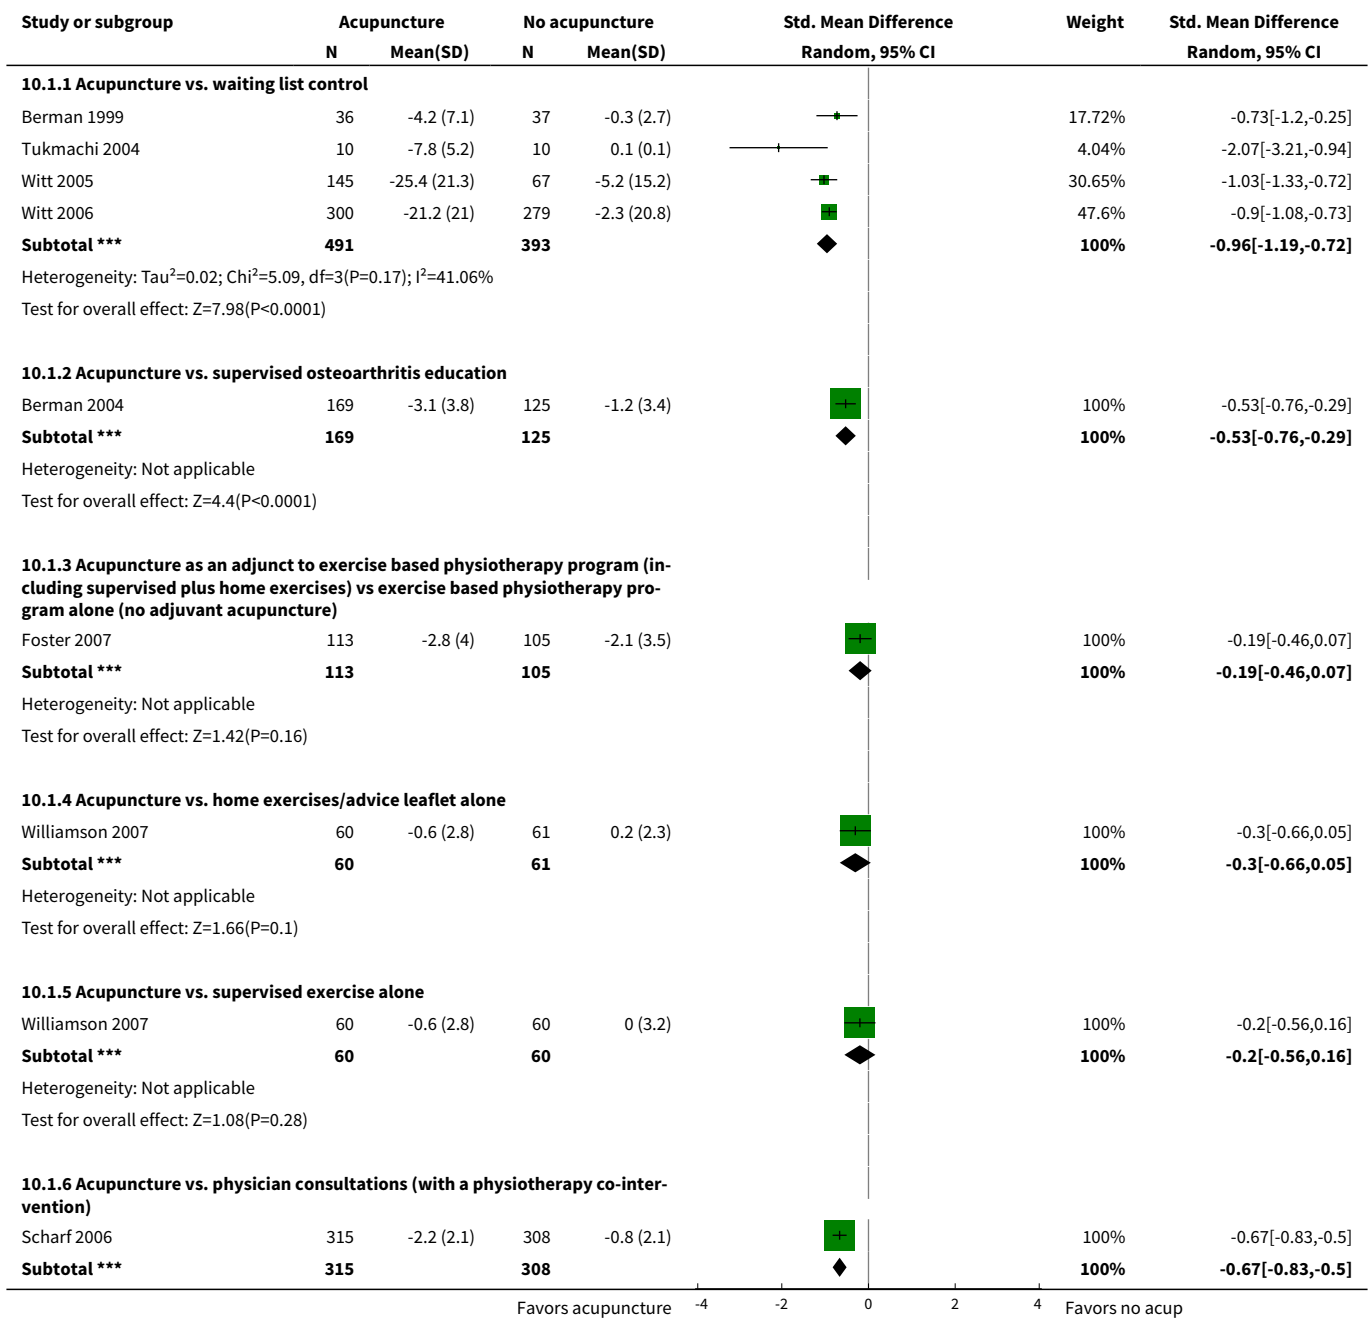 Study or subgroup Acupuncture No acupuncture Std. Mean Difference Weight Std. Mean Difference
N Mean(SD) N Mean(SD) Random, 95% CI Random, 95% CI
10.1.1 Acupuncture vs. waiting list control
Berman 1999 36 -4.2 (7.1) 37 -0.3 (2.7) 17.72% -0.73[-1.2,-0.25]
Tukmachi 2004 10 -7.8 (5.2) 10 0.1 (0.1) 4.04% -2.07[-3.21,-0.94]
Witt 2005 145 -25.4 (21.3) 67 -5.2 (15.2) 30.65% -1.03[-1.33,-0.72]
Witt 2006 300 -21.2 (21) 279 -2.3 (20.8) 47.6% -0.9[-1.08,-0.73]
Subtotal *** 491 393 100% -0.96[-1.19,-0.72]
Heterogeneity: Tau²=0.02; Chi²=5.09, df=3(P=0.17); I²=41.06%
Test for overall effect: Z=7.98(P<0.0001)
10.1.2 Acupuncture vs. supervised osteoarthritis education
Berman 2004 169 -3.1 (3.8) 125 -1.2 (3.4) 100% -0.53[-0.76,-0.29]
Subtotal *** 169 125 100% -0.53[-0.76,-0.29]
Heterogeneity: Not applicable
Test for overall effect: Z=4.4(P<0.0001)
10.1.3 Acupuncture as an adjunct to exercise based physiotherapy program (in-
cluding supervised plus home exercises) vs exercise based physiotherapy pro-
gram alone (no adjuvant acupuncture)
Foster 2007 113 -2.8 (4) 105 -2.1 (3.5) 100% -0.19[-0.46,0.07]
Subtotal *** 113 105 100% -0.19[-0.46,0.07]
Heterogeneity: Not applicable
Test for overall effect: Z=1.42(P=0.16)
10.1.4 Acupuncture vs. home exercises/advice leaflet alone
Williamson 2007 60 -0.6 (2.8) 61 0.2 (2.3) 100% -0.3[-0.66,0.05]
Subtotal *** 60 61 100% -0.3[-0.66,0.05]
Heterogeneity: Not applicable
Test for overall effect: Z=1.66(P=0.1)
10.1.5 Acupuncture vs. supervised exercise alone
Williamson 2007 60 -0.6 (2.8) 60 0 (3.2) 100% -0.2[-0.56,0.16]
Subtotal *** 60 60 100% -0.2[-0.56,0.16]
Heterogeneity: Not applicable
Test for overall effect: Z=1.08(P=0.28)
10.1.6 Acupuncture vs. physician consultations (with a physiotherapy co-inter-
vention)
Scharf 2006 315 -2.2 (2.1) 308 -0.8 (2.1) 100% -0.67[-0.83,-0.5]
Subtotal *** 315 308 100% -0.67[-0.83,-0.5]
Favors acupuncture -4 -2 0 2 4 Favors no acup